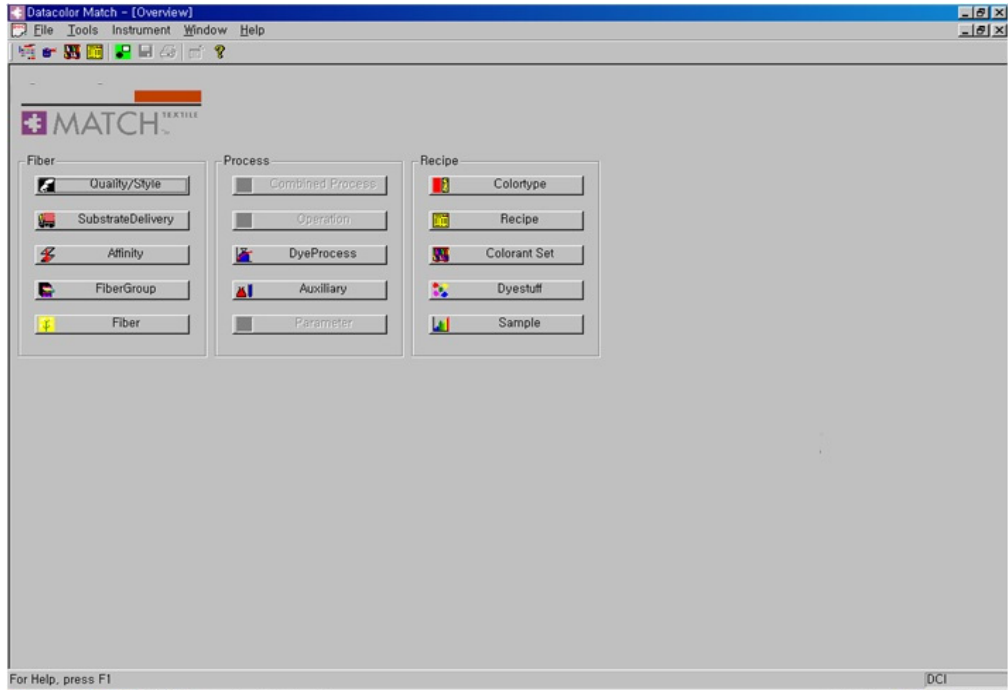 Datacolor Match - [Overview]
File Tools Instrument Window Help
MATCH TEXTILE
Fiber
Quality/Style
SubstrateDelivery
Affinity
FiberGroup
Fiber
Process
Combined Process
Operation
DyeProcess
Auxiliary
Parameter
Recipe
Colortype
Recipe
Colorant Set
Dyestuff
Sample
For Help, press F1
DCI